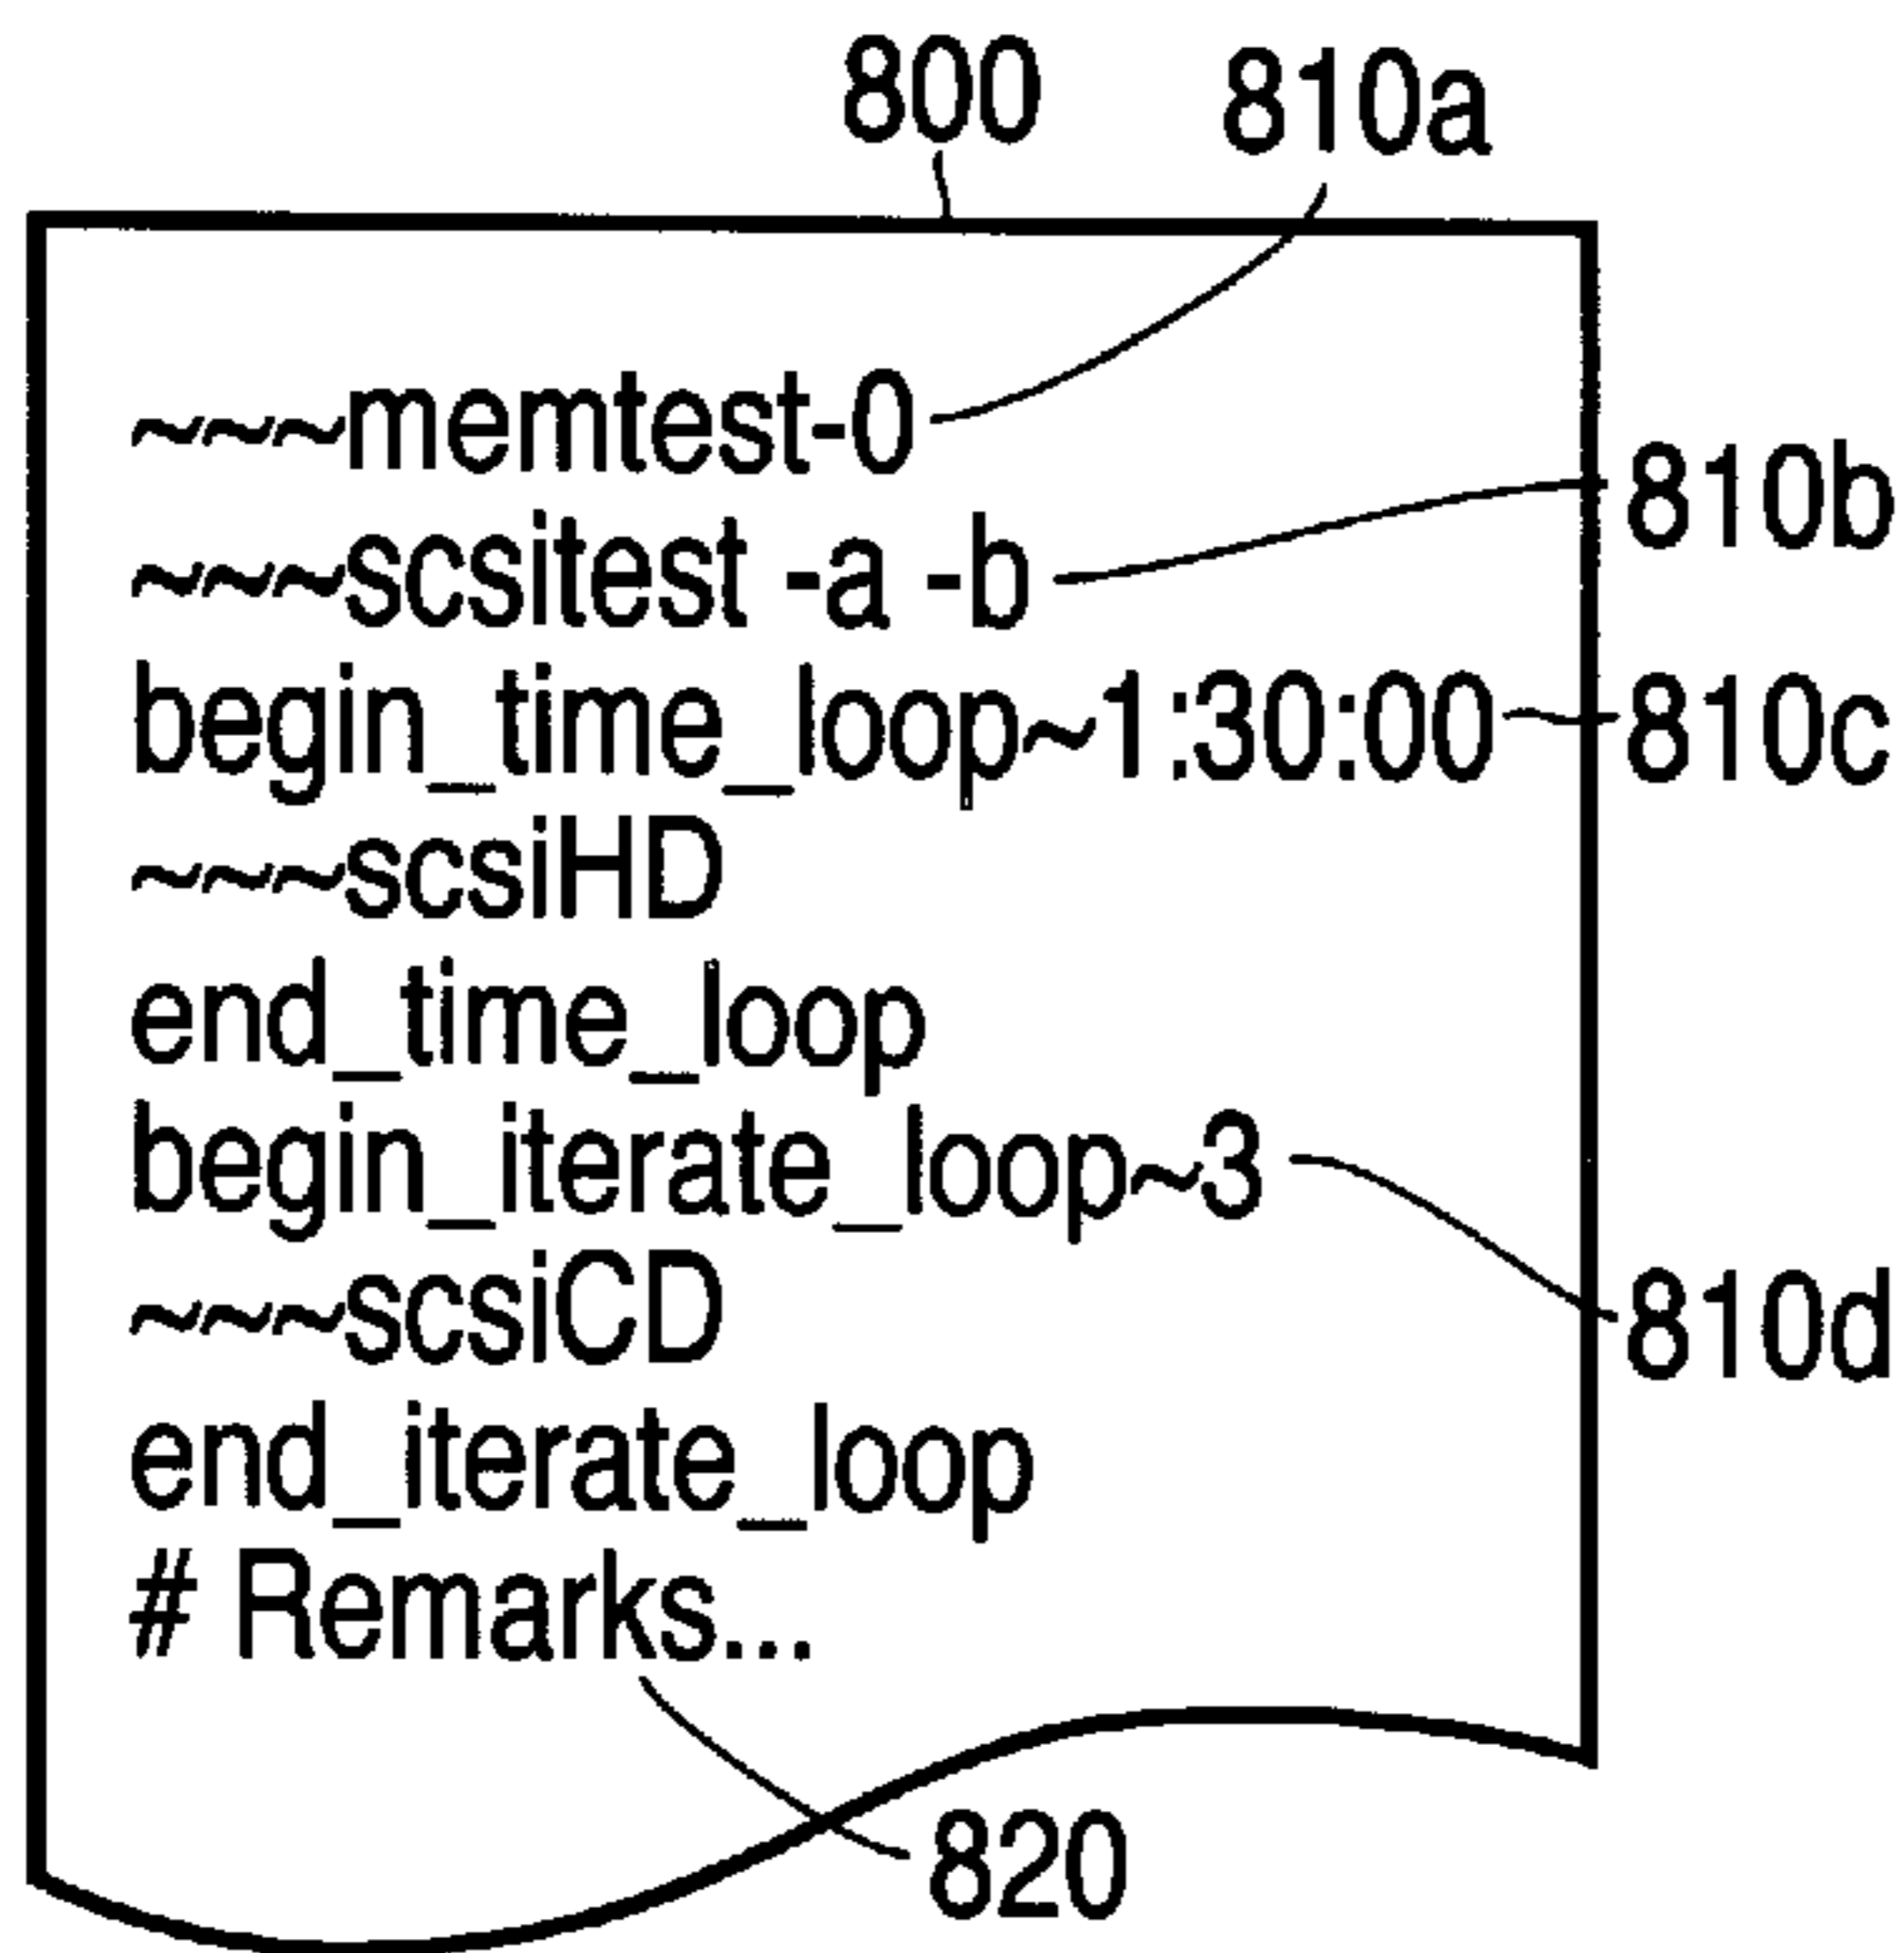 800 810a
~~~memtest-0
810b
~~~scsitest -a -b
begin_time_loop~1:30:00 810c
~~~scsiHD
end_time_loop
begin_iterate_loop~3
~~~scsiCD
810d
end_iterate_loop
# Remarks...
820